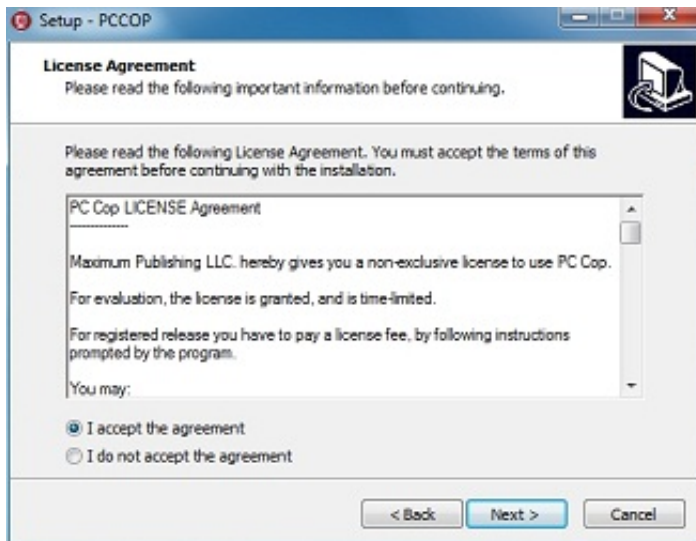 Setup - PCCOP
License Agreement
Please read the following important information before continuing.
Please read the following License Agreement. You must accept the terms of this
agreement before continuing with the installation.
PC Cop LICENSE Agreement
-------------
Maximum Publishing LLC. hereby gives you a non-exclusive license to use PC Cop.
For evaluation, the license is granted, and is time-limited.
For registered release you have to pay a license fee, by following instructions
prompted by the program.
You may:
I accept the agreement
I do not accept the agreement
< Back
Next >
Cancel